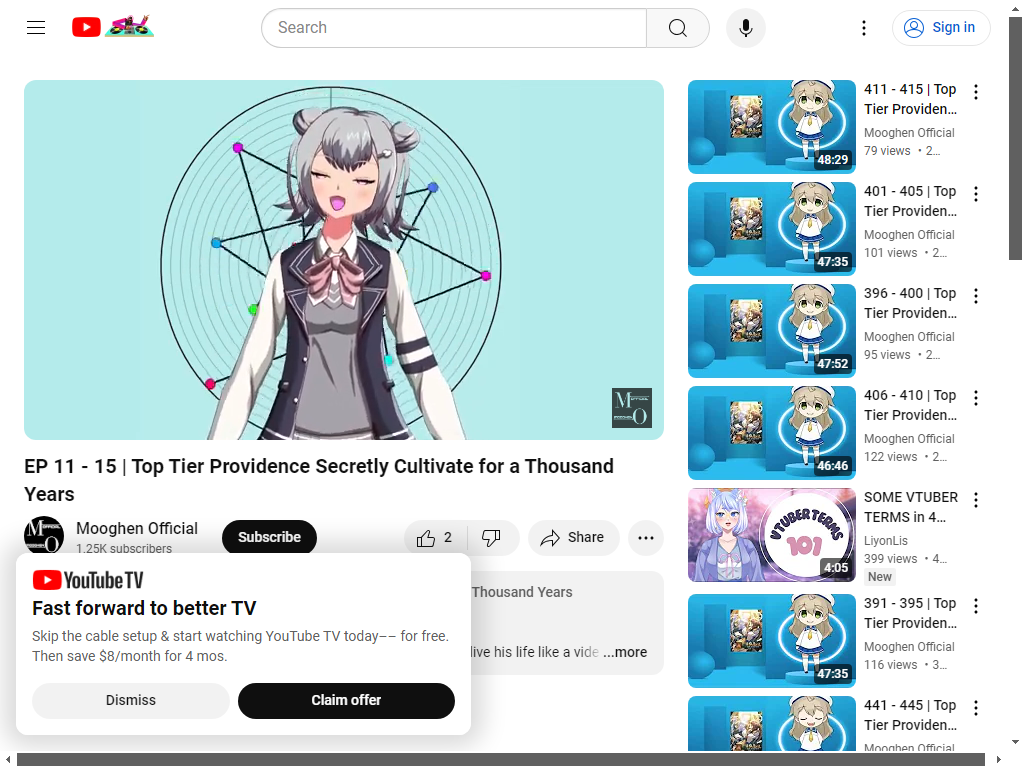 Search
Sign in
EP 11 - 15 | Top Tier Providence Secretly Cultivate for a Thousand
Years
Mooghen Official
1.25K subscribers
Subscribe
2
Share
Thousand Years
live his life like a vide ...more
YouTube TV
Fast forward to better TV
Skip the cable setup & start watching YouTube TV today–– for free.
Then save $8/month for 4 mos.
Dismiss
Claim offer
48:29
411 - 415 | Top
Tier Providen...
Mooghen Official
79 views • 2...
47:35
401 - 405 | Top
Tier Providen...
Mooghen Official
101 views • 2...
47:52
396 - 400 | Top
Tier Providen...
Mooghen Official
95 views • 2...
46:46
406 - 410 | Top
Tier Providen...
Mooghen Official
122 views • 2...
VTUBER TERMS
101
4:05
SOME VTUBER
TERMS in 4...
LiyonLis
399 views • 4...
New
47:35
391 - 395 | Top
Tier Providen...
Mooghen Official
116 views • 3...
441 - 445 | Top
Tier Providen...
Mooghen Official